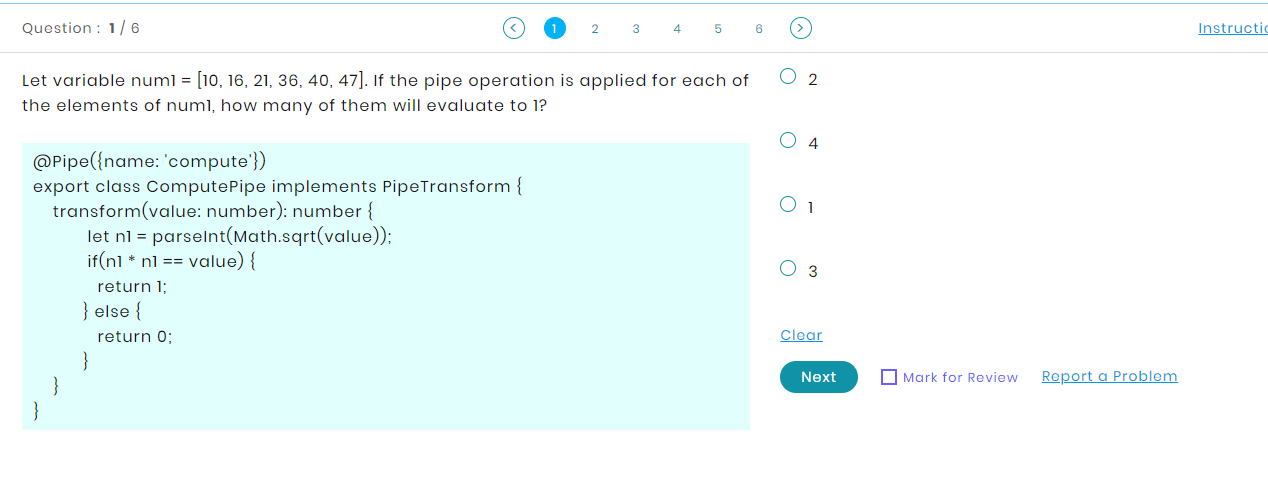 Question : 1 / 6
1 2 3 4 5 6
Instructi
Let variable num1 = [10, 16, 21, 36, 40, 47]. If the pipe operation is applied for each of
the elements of num1, how many of them will evaluate to 1?
@Pipe({name: 'compute'})
export class ComputePipe implements PipeTransform {
transform(value: number): number {
let n1 = parseInt(Math.sqrt(value));
if(n1 * n1 == value) {
return 1;
} else {
return 0;
}
}
}
2
4
1
3
Clear
Next
Mark for Review
Report a Problem